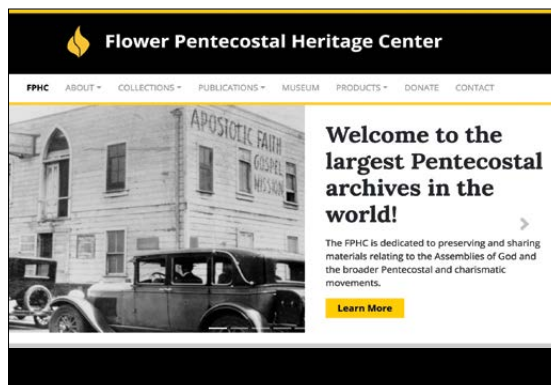 Flower Pentecostal Heritage Center
FPHC ABOUT COLLECTIONS PUBLICATIONS MUSEUM PRODUCTS DONATE CONTACT
APOSTOLIC FAITH
GOSPEL
MISSION
Welcome to the
largest Pentecostal
archives in the
world!
The FPHC is dedicated to preserving and sharing
materials relating to the Assemblies of God and
the broader Pentecostal and charismatic
movements.
Learn More